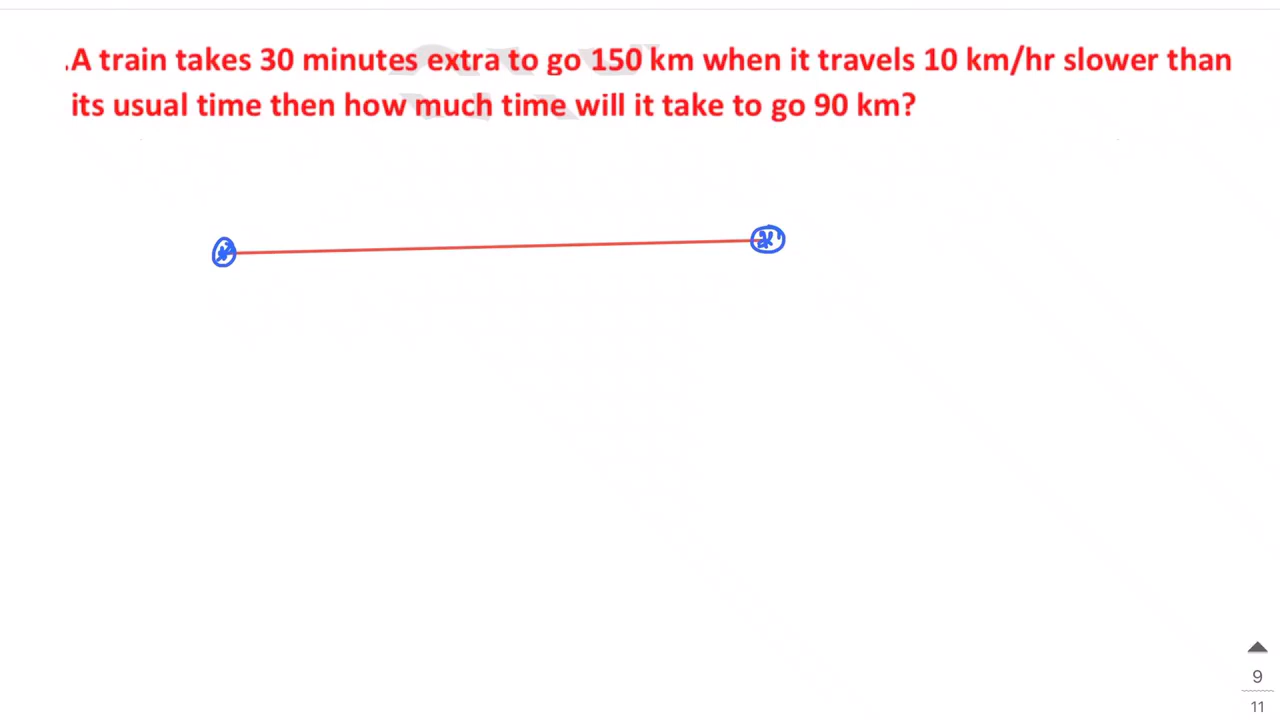 .A train takes 30 minutes extra to go 150 km when it travels 10 km/hr slower than
its usual time then how much time will it take to go 90 km?
9
11